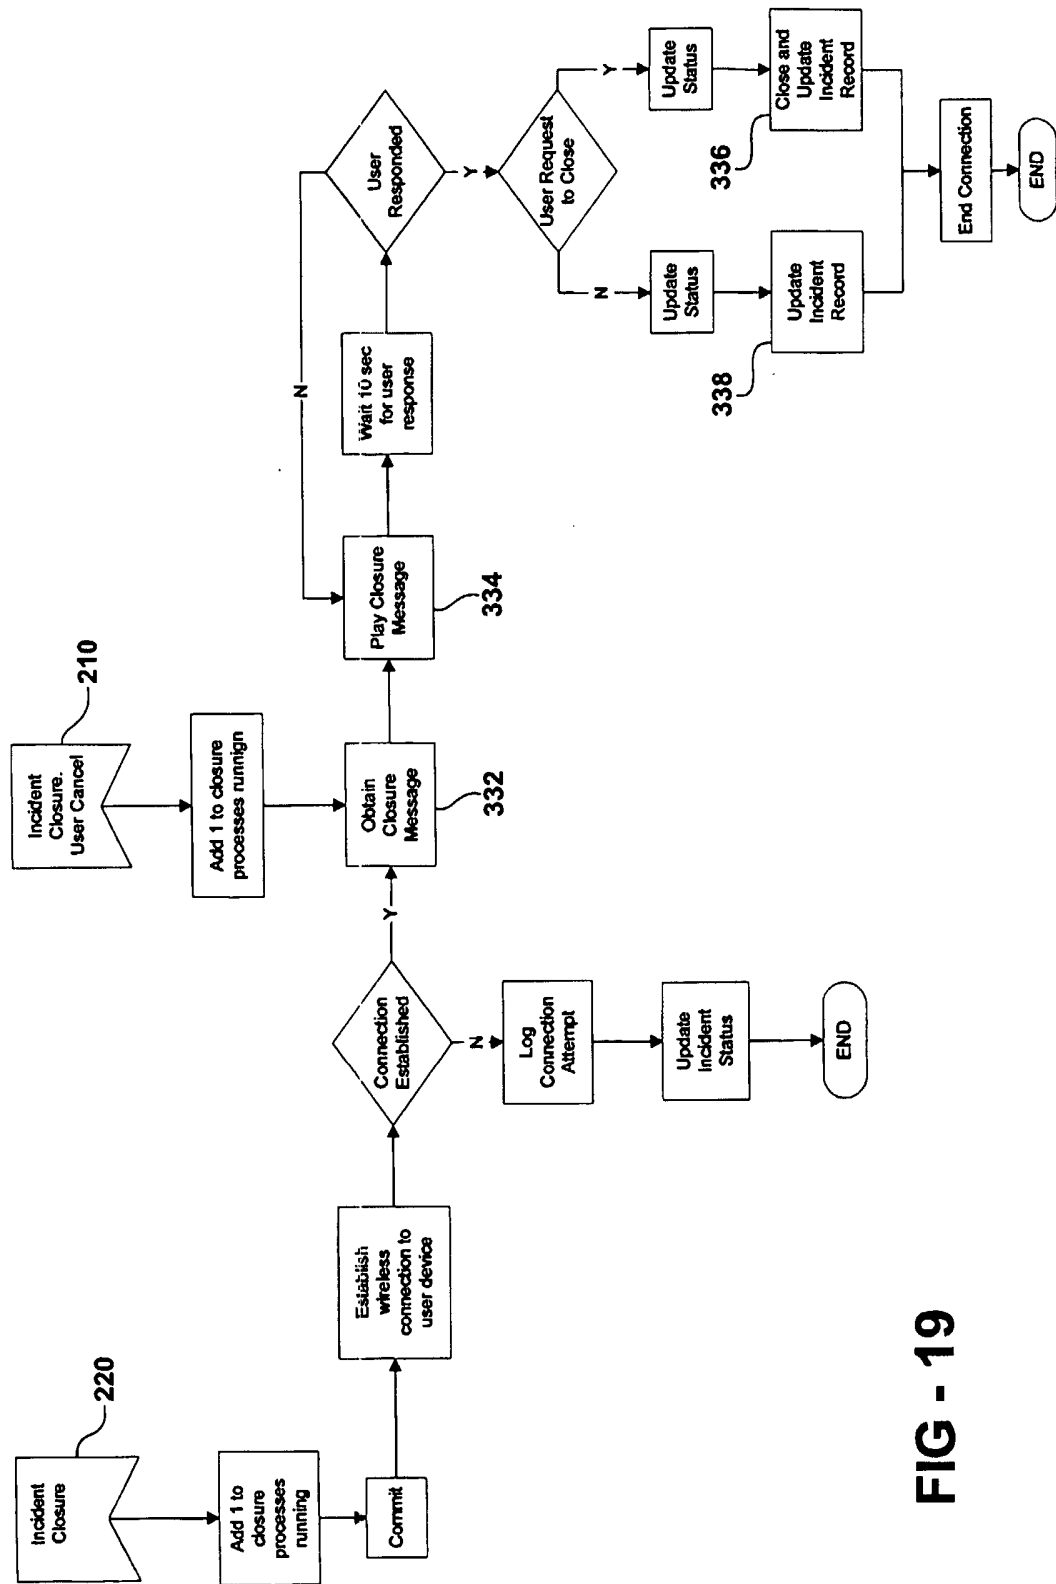 Incident
Closure
220
Add 1 to
closure
processes
running
Commit
Establish
wireless
connection to
user device
Connection
Established
N
Log
Connection
Attempt
Update
Incident
Status
END
Y
Incident
Closure.
User Cancel
210
Add 1 to closure
processes runnign
Obtain
Closure
Message
332
Play Closure
Message
334
Wait 10 sec
for user
response
User
Responded
N
Y
User Request
to Close
N
Update
Status
Update
Incident
Record
338
Y
Update
Status
Close and
Update
Incident
Record
336
End Connection
END
FIG - 19